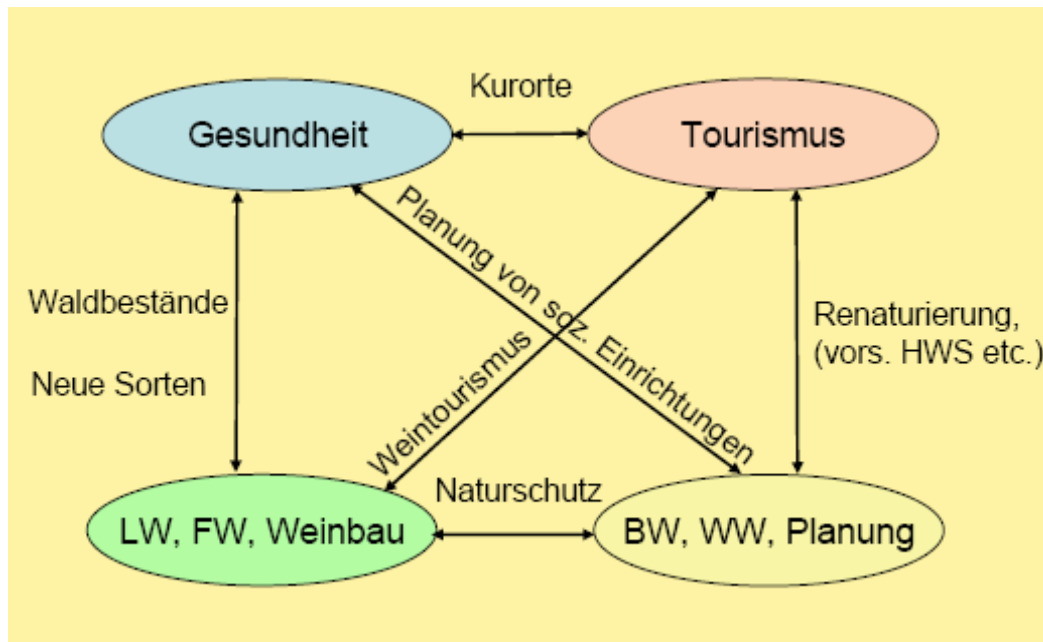 Kurorte
Gesundheit
Tourismus
Planung von soz. Einrichtungen
Waldbestände
Renaturierung,
(vors. HWS etc.)
Neue Sorten
Weintourismus
Naturschutz
LW, FW, Weinbau
BW, WW, Planung